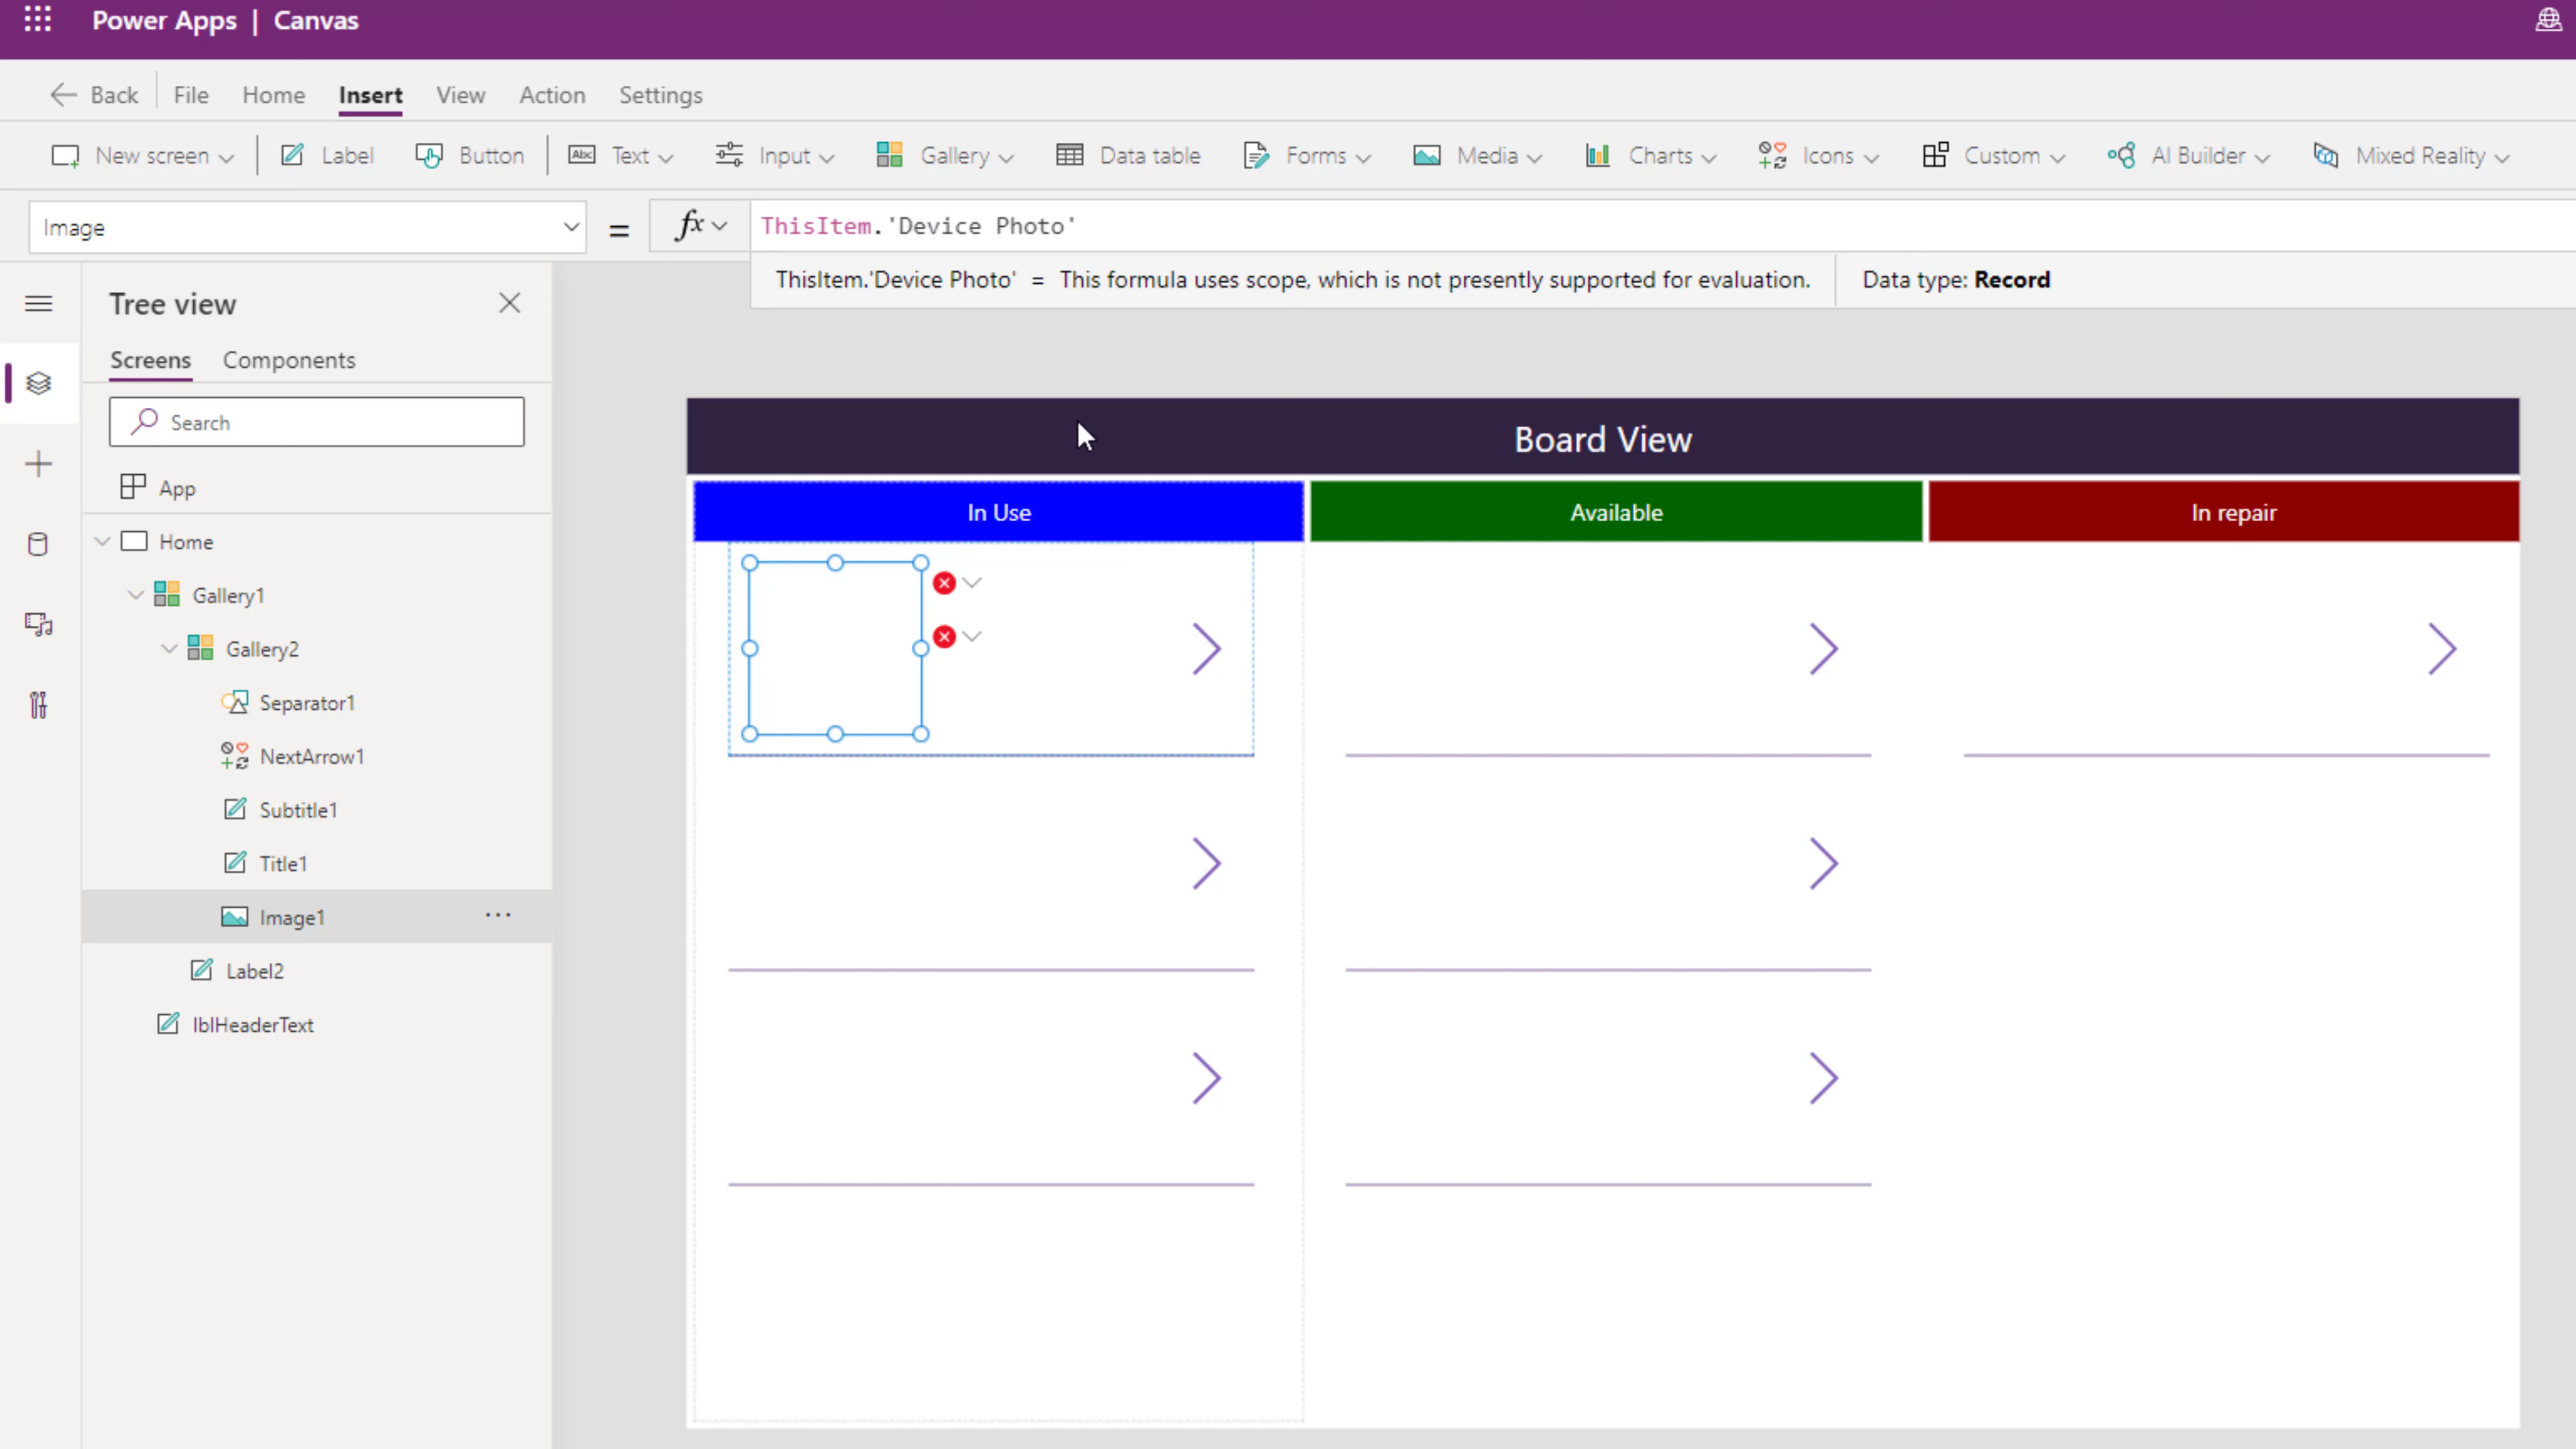 Power Apps | Canvas
Back File Home Insert View Action Settings
New screen Label Button Abc Text Input Gallery Data table Forms Media Charts Icons Custom AI Builder Mixed Reality
Image = fx ThisItem.'Device Photo'
ThisItem.'Device Photo' = This formula uses scope, which is not presently supported for evaluation. Data type: Record
Tree view
Screens Components
Search
App
Home
Gallery1
Gallery2
Separator1
NextArrow1
Subtitle1
Title1
Image1 ...
Label2
lblHeaderText
Board View
In Use Available In repair